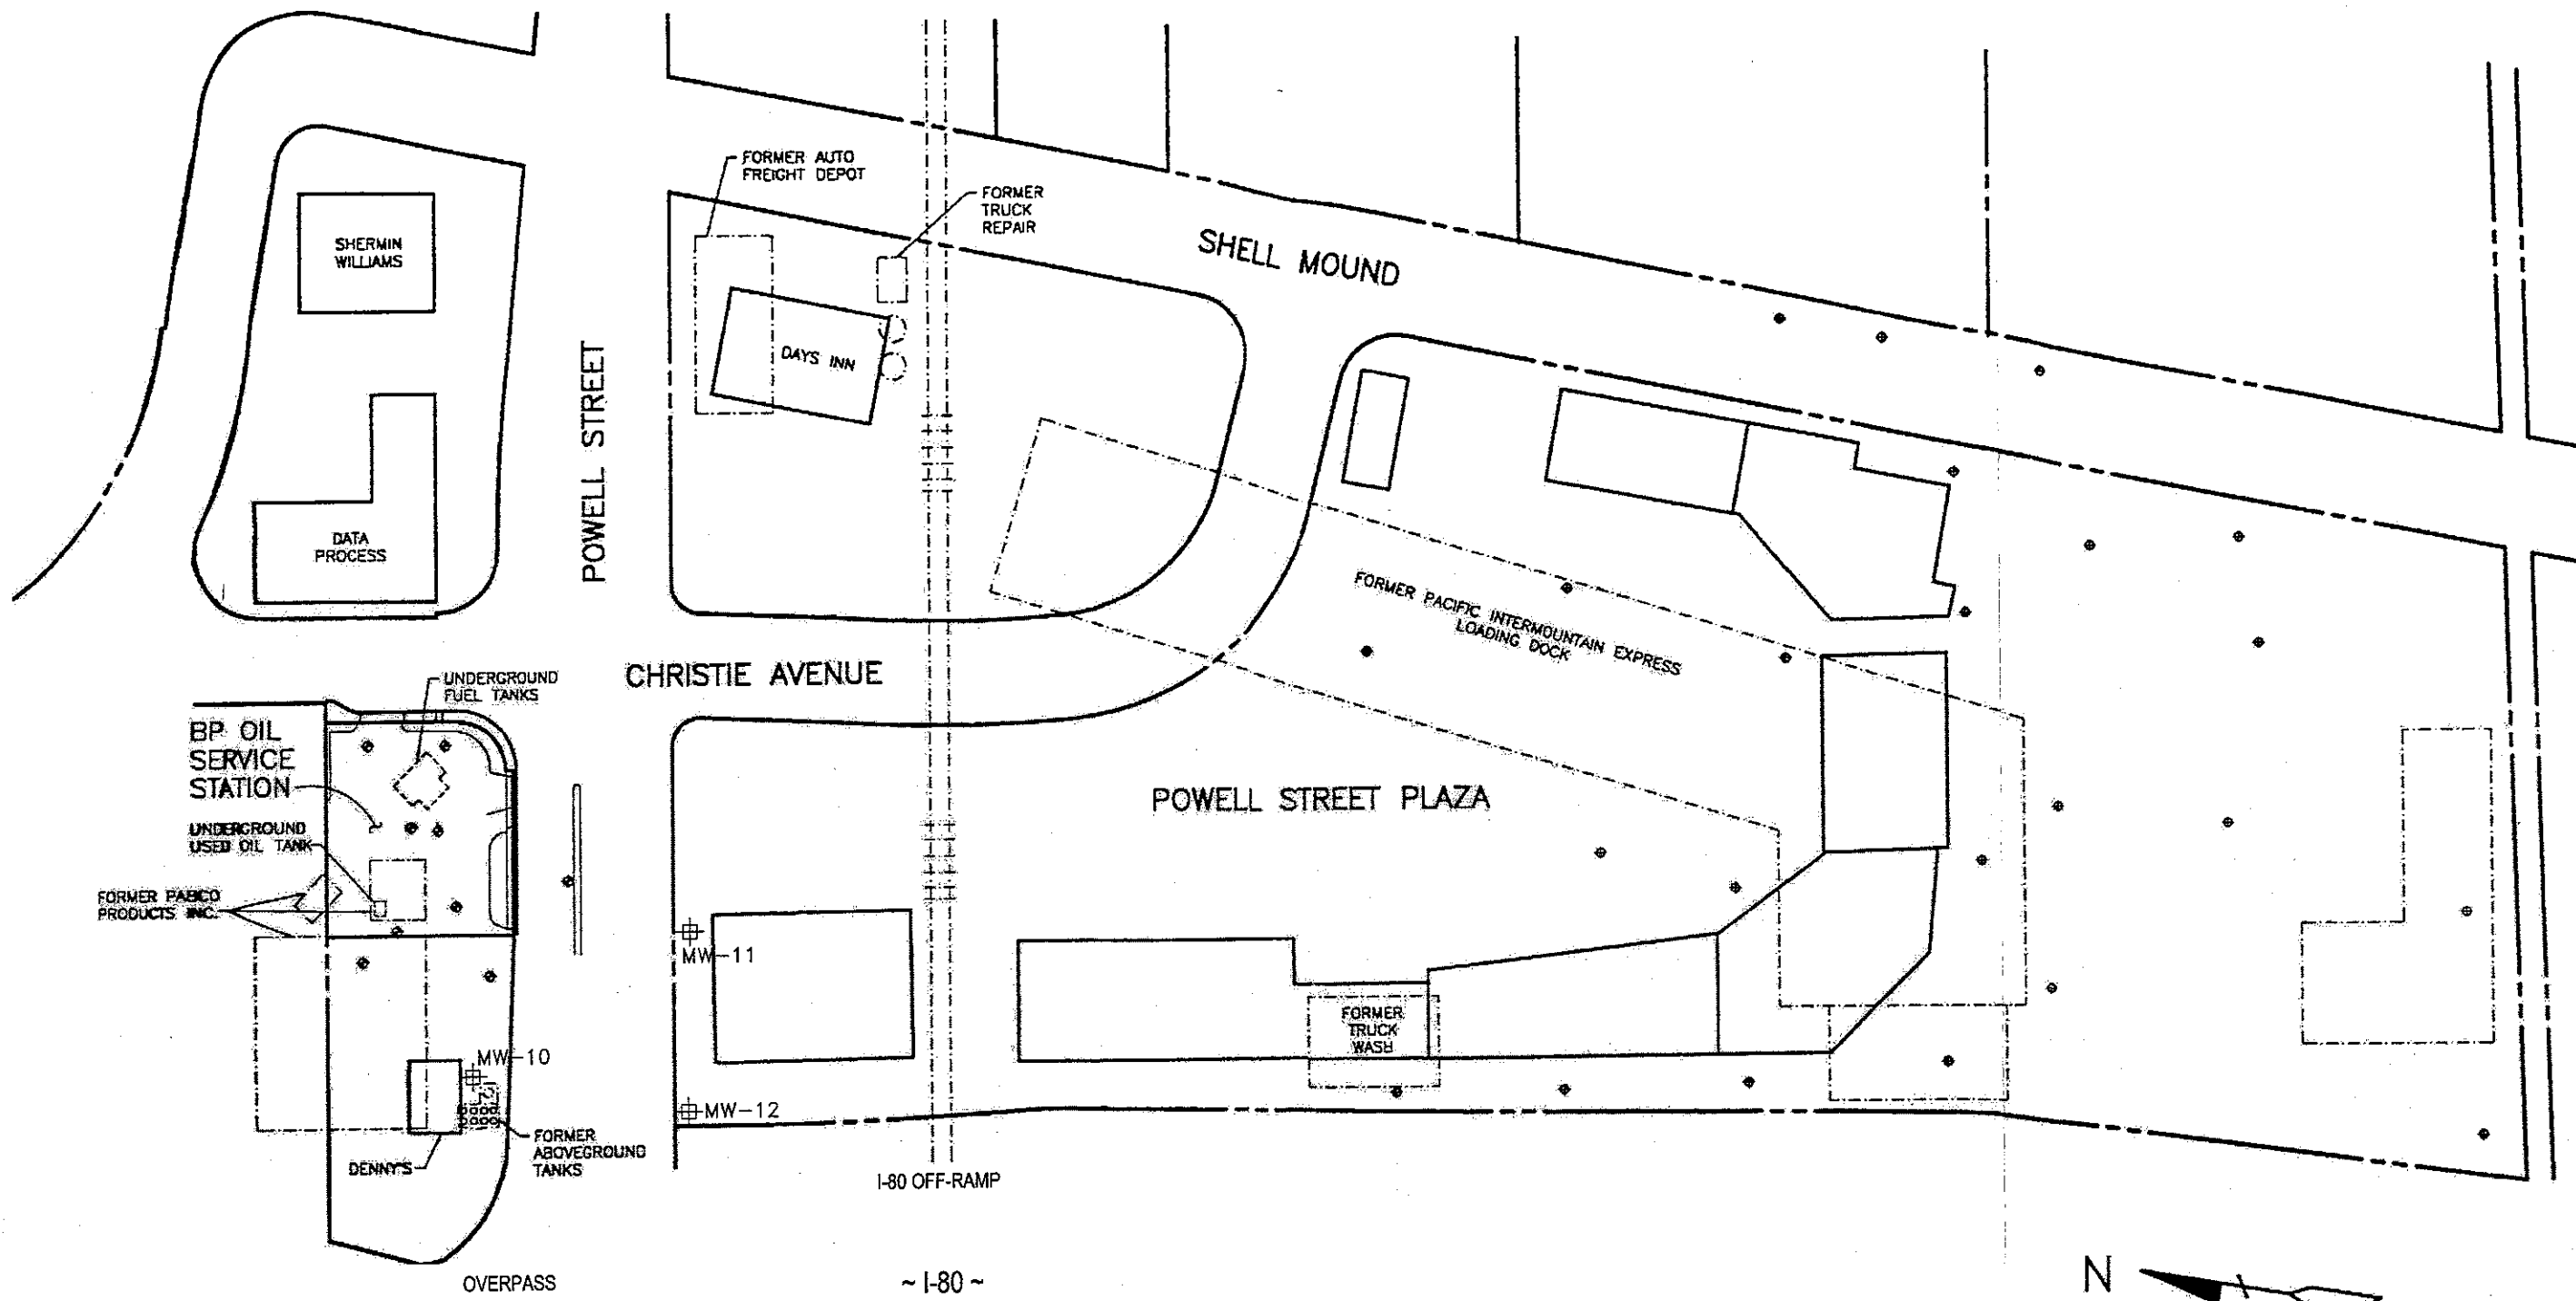 FORMER AUTO
FREIGHT DEPOT
FORMER
TRUCK
REPAIR
SHERMIN
WILLIAMS
SHELL MOUND
DAYS INN
POWELL STREET
DATA
PROCESS
FORMER PACIFIC INTERMOUNTAIN EXPRESS
LOADING DOCK
CHRISTIE AVENUE
UNDERGROUND
FUEL TANKS
BP OIL
SERVICE
STATION
UNDERGROUND
USED OIL TANK
POWELL STREET PLAZA
FORMER PABCO
PRODUCTS INC.
MW-11
FORMER
TRUCK
WASH
MW-10
MW-12
FORMER
ABOVEGROUND
TANKS
DENNY'S
I-80 OFF-RAMP
OVERPASS
~ I-80 ~
N